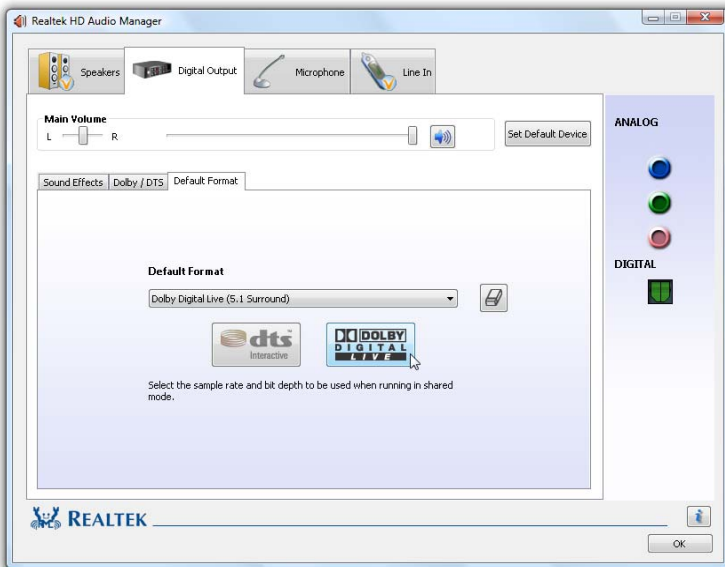 Realtek HD Audio Manager
Speakers
Digital Output
Microphone
Line In
Main Volume
L R
Set Default Device
Sound Effects
Dolby / DTS
Default Format
Default Format
Dolby Digital Live (5.1 Surround)
dts
Interactive
DOLBY
DIGITAL
LIVE
Select the sample rate and bit depth to be used when running in shared
mode.
ANALOG
DIGITAL
REALTEK
i
OK